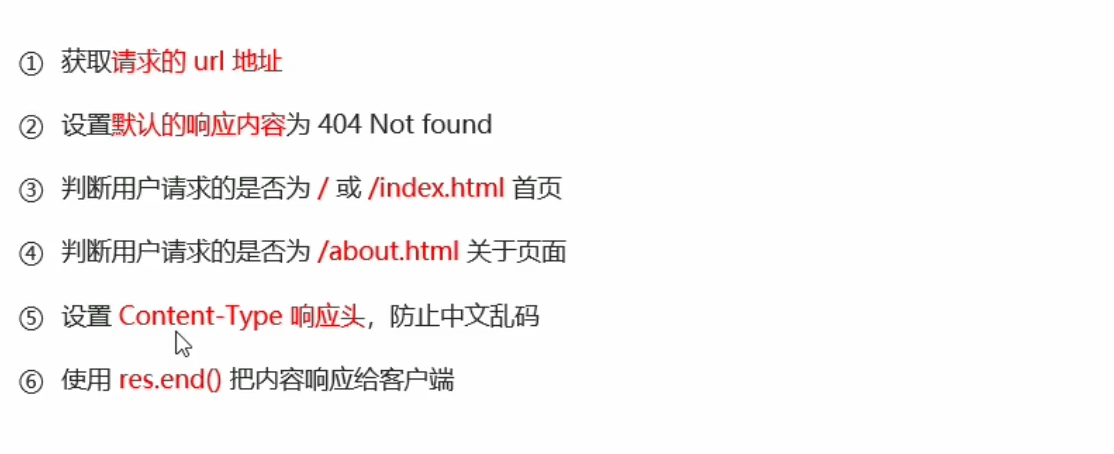 ① 获取请求的 url 地址
② 设置默认的响应内容为 404 Not found
③ 判断用户请求的是否为 / 或 /index.html 首页
④ 判断用户请求的是否为 /about.html 关于页面
⑤ 设置 Content-Type 响应头，防止中文乱码
⑥ 使用 res.end() 把内容响应给客户端